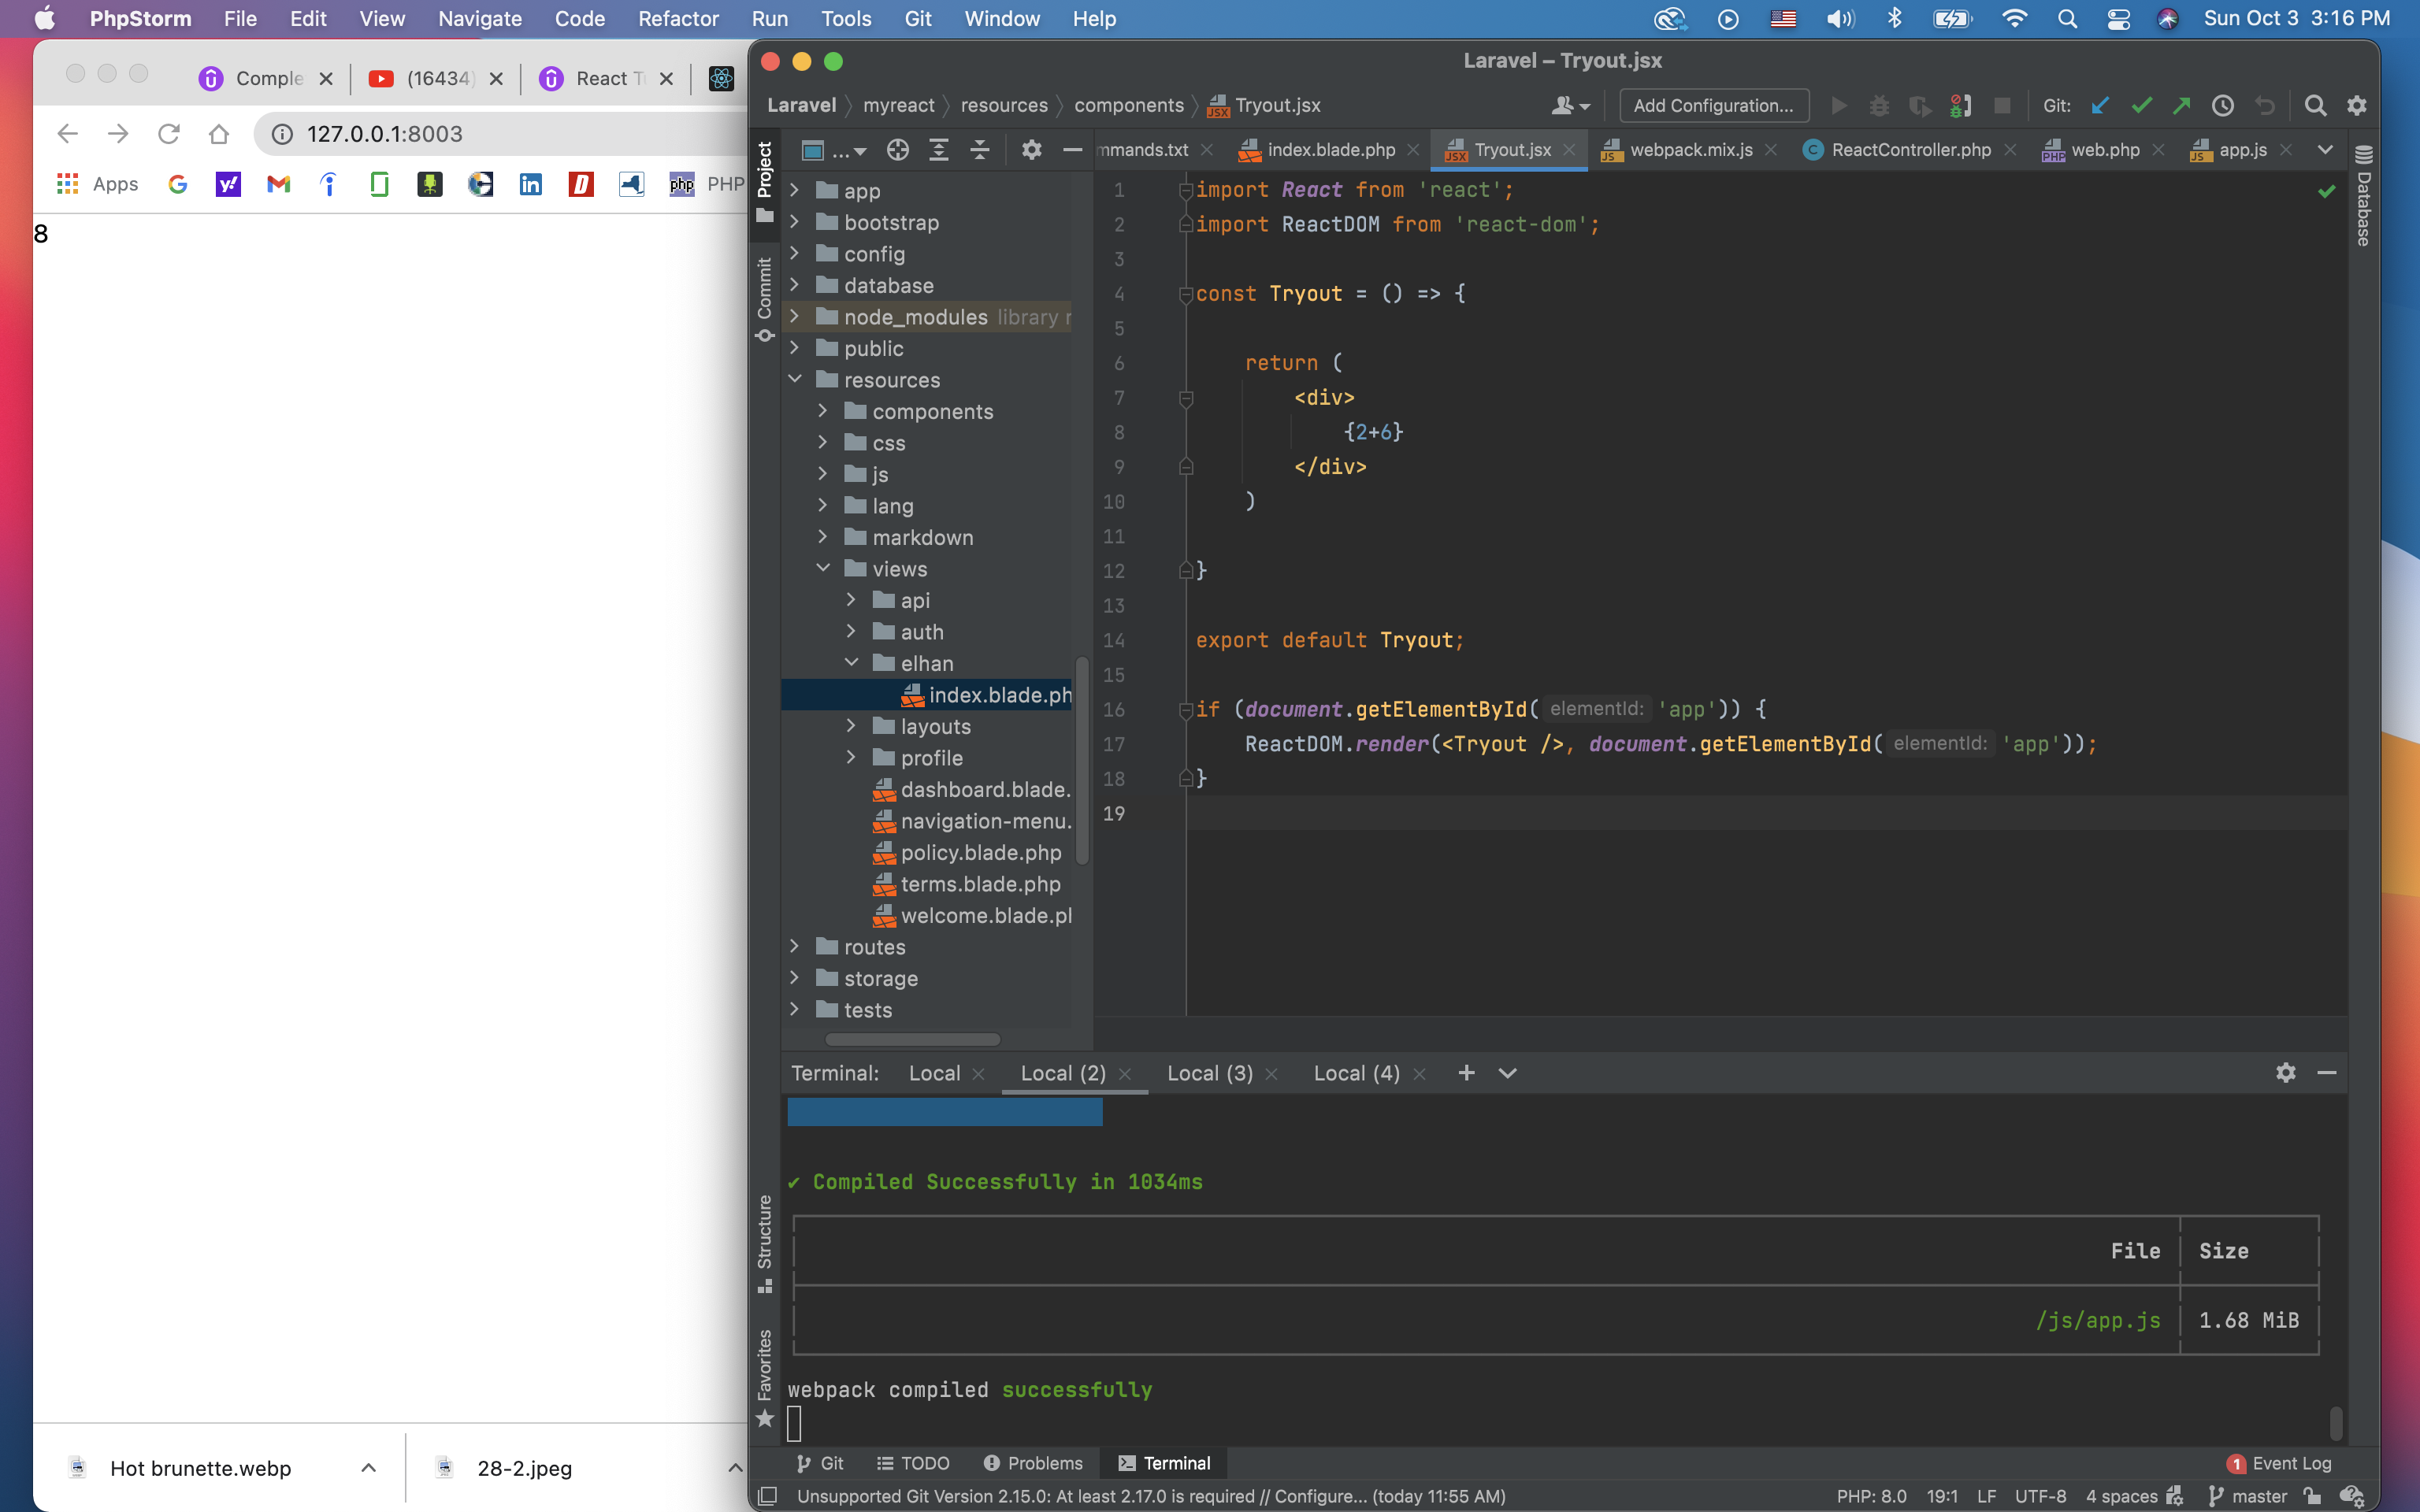 PhpStorm File Edit View Navigate Code Refactor Run Tools Git Window Help Sun Oct 3 3:16 PM
Comple (16434) React T
127.0.0.1:8003
Apps PHP
8
Hot brunette.webp 28-2.jpeg
Laravel – Tryout.jsx
Laravel myreact resources components Tryout.jsx Add Configuration... Git:
mmands.txt index.blade.php Tryout.jsx webpack.mix.js ReactController.php web.php app.js
Project
Commit
Structure
Favorites
Database
app
bootstrap
config
database
node_modules library r
public
resources
components
css
js
lang
markdown
views
api
auth
elhan
index.blade.ph
layouts
profile
dashboard.blade.
navigation-menu.
policy.blade.php
terms.blade.php
welcome.blade.pl
routes
storage
tests
1 import React from 'react';
2 import ReactDOM from 'react-dom';
3
4 const Tryout = () => {
5
6 return (
7 <div>
8 {2+6}
9 </div>
10 )
11
12 }
13
14 export default Tryout;
15
16 if (document.getElementById( elementId: 'app')) {
17 ReactDOM.render(<Tryout />, document.getElementById( elementId: 'app'));
18 }
19
Terminal: Local Local (2) Local (3) Local (4)
✔ Compiled Successfully in 1034ms
File Size
/js/app.js 1.68 MiB
webpack compiled successfully
Git TODO Problems Terminal 1 Event Log
Unsupported Git Version 2.15.0: At least 2.17.0 is required // Configure... (today 11:55 AM) PHP: 8.0 19:1 LF UTF-8 4 spaces master